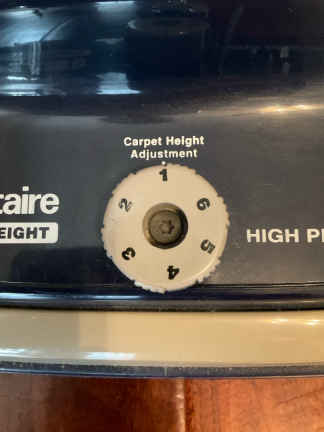 Carpet Height
Adjustment
1
2
6
taire
EIGHT
HIGH P
3
5
4